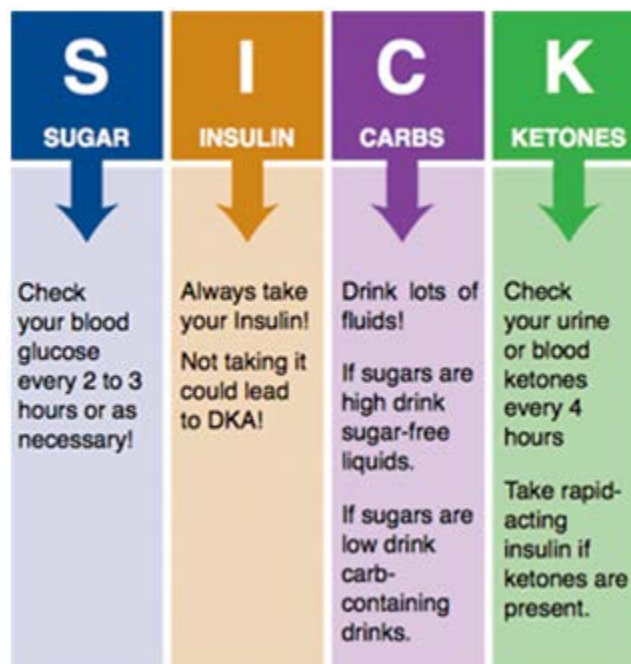 S
SUGAR
Check
your blood
glucose
every 2 to 3
hours or as
necessary!
I
INSULIN
Always take
your Insulin!
Not taking it
could lead
to DKA!
C
CARBS
Drink lots of
fluids!
If sugars are
high drink
sugar-free
liquids.
If sugars are
low drink
carb-
containing
drinks.
K
KETONES
Check
your urine
or blood
ketones
every 4
hours
Take rapid-
acting
insulin if
ketones are
present.